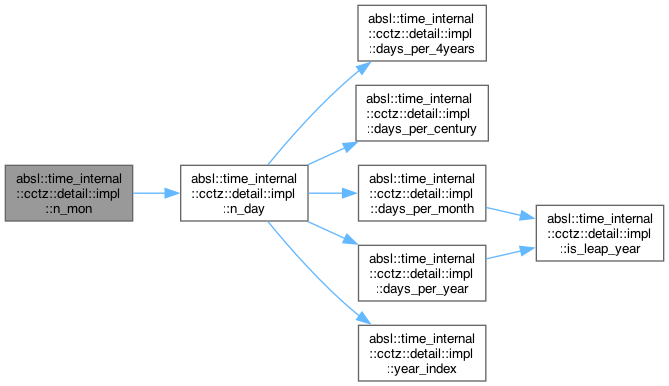 absl::time_internal
::cctz::detail::impl
::n_mon
absl::time_internal
::cctz::detail::impl
::n_day
absl::time_internal
::cctz::detail::impl
::days_per_4years
absl::time_internal
::cctz::detail::impl
::days_per_century
absl::time_internal
::cctz::detail::impl
::days_per_month
absl::time_internal
::cctz::detail::impl
::days_per_year
absl::time_internal
::cctz::detail::impl
::year_index
absl::time_internal
::cctz::detail::impl
::is_leap_year